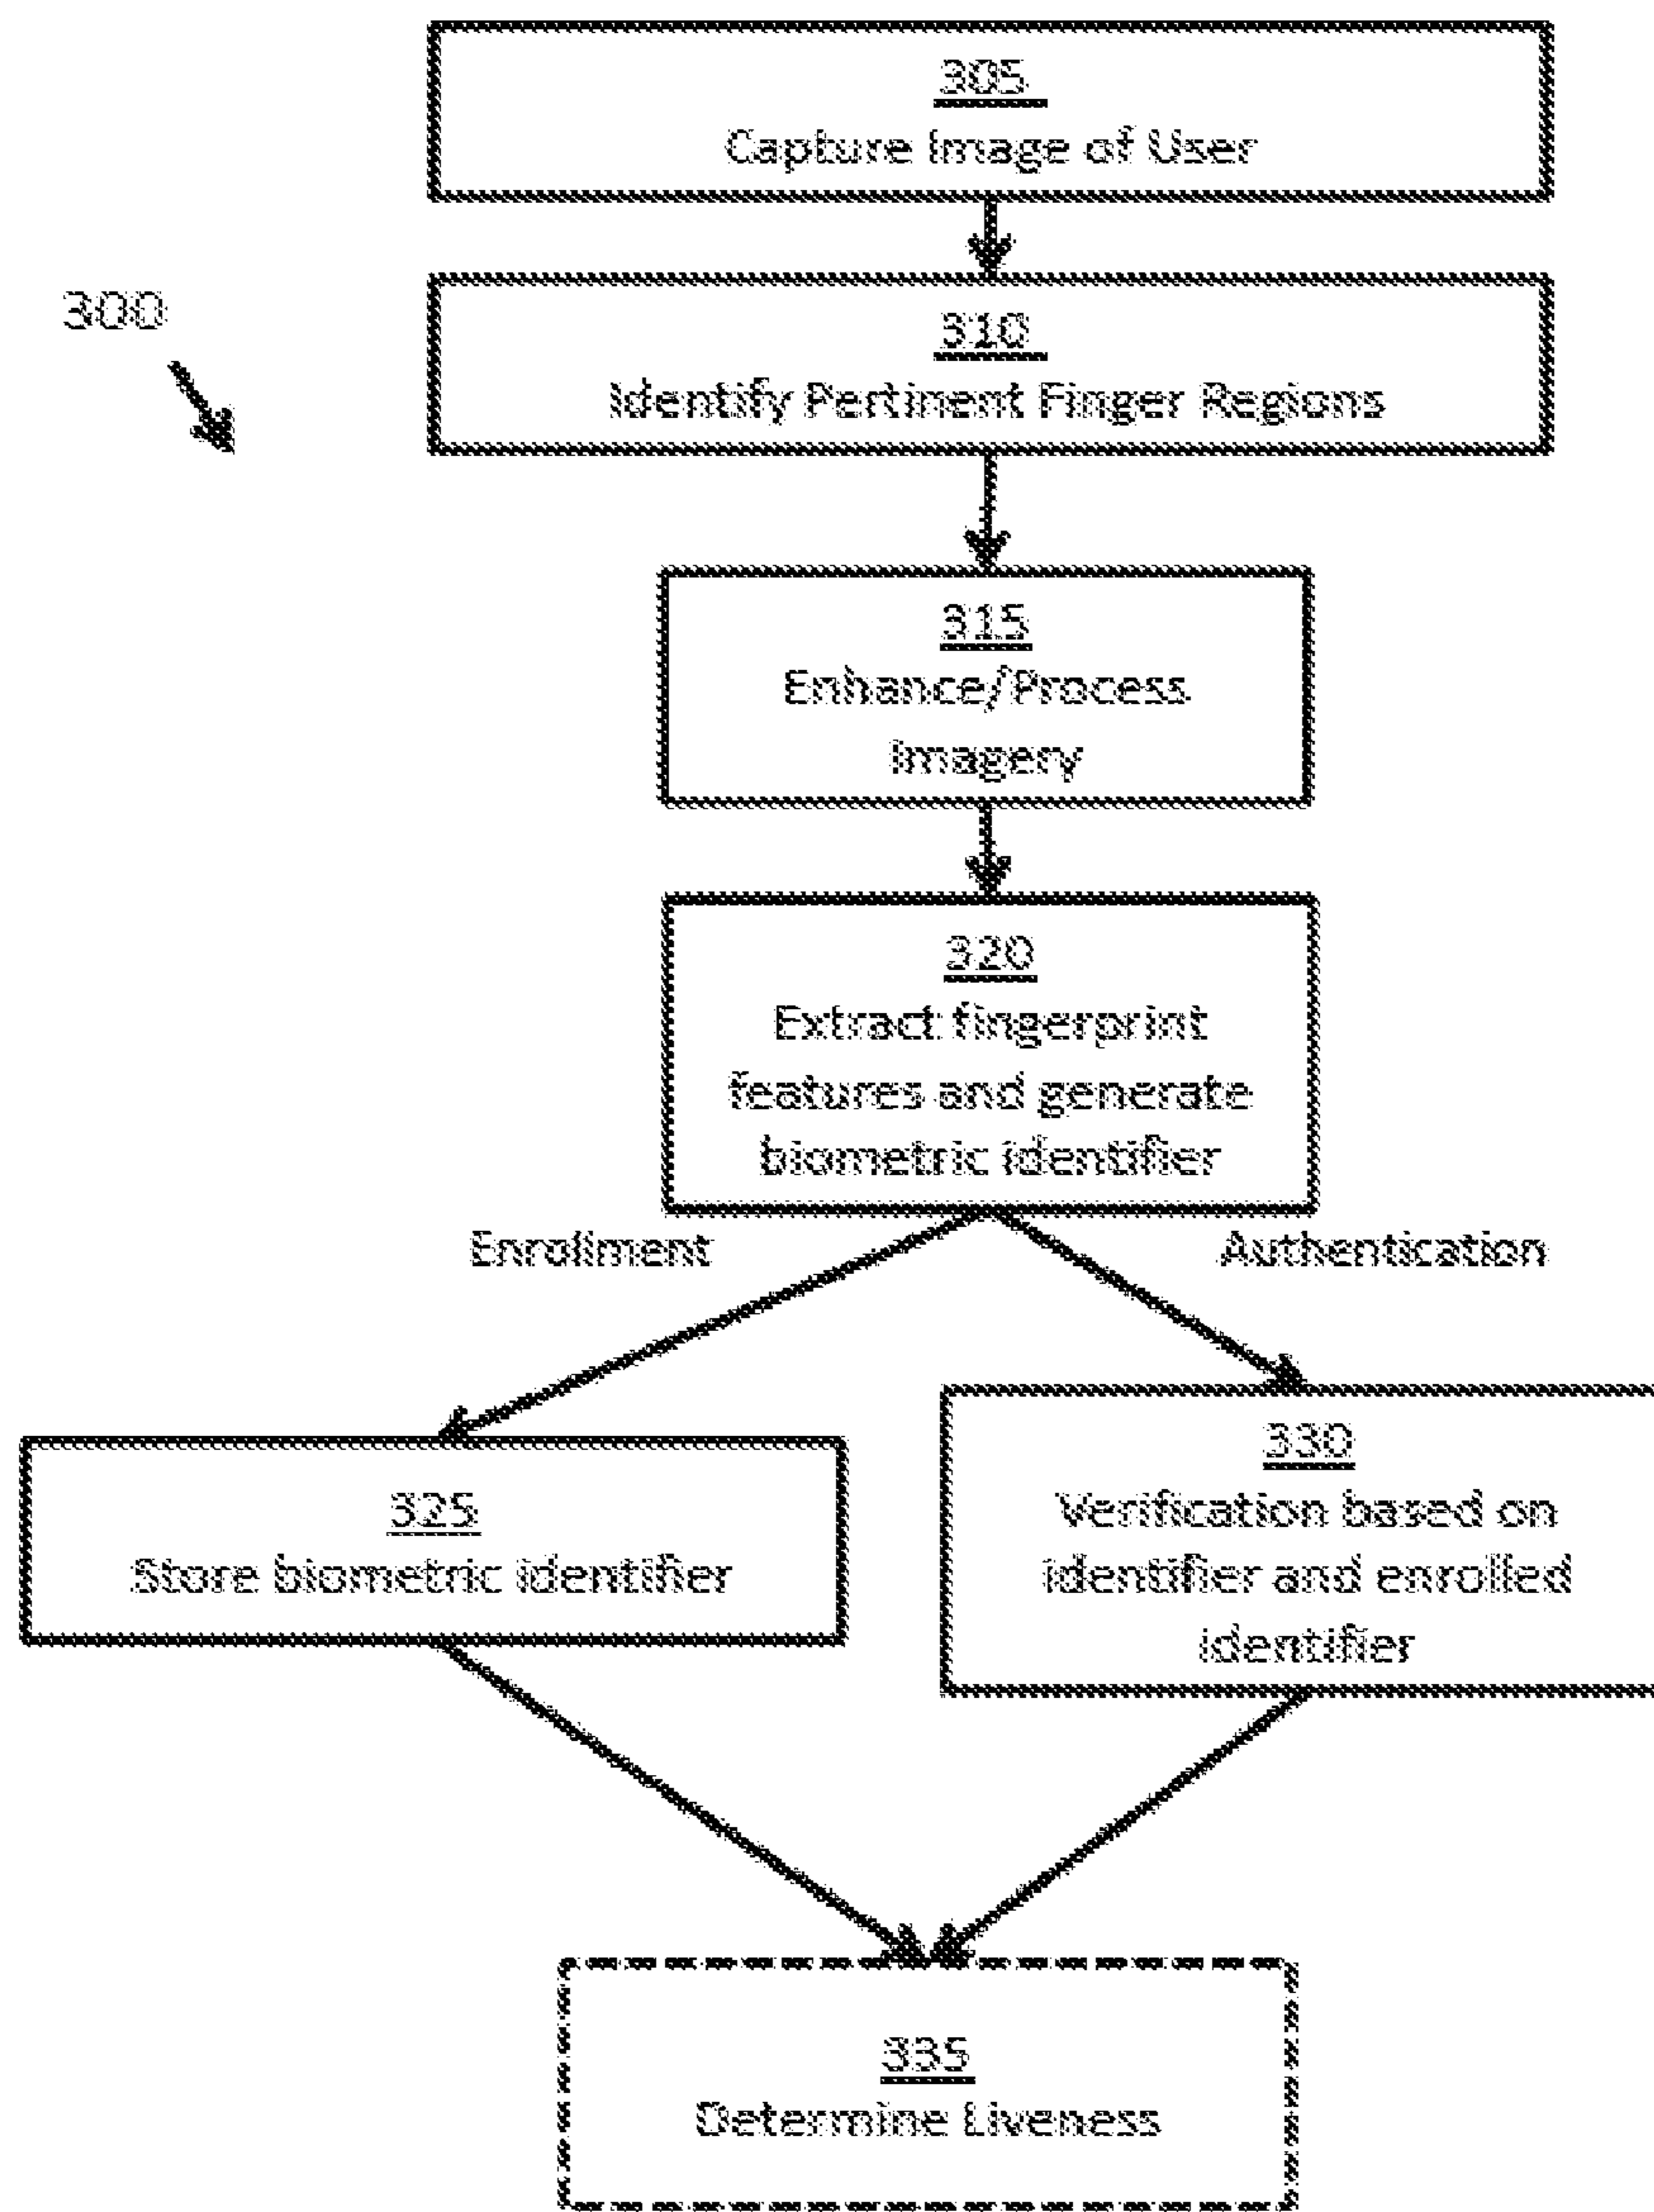 305
Capture Image of User
300
310
Identify Pertinent Finger Regions
315
Enhance/Process
Imagery
320
Extract fingerprint
features and generate
biometric identifier
Enrollment
Authentication
325
Store biometric identifier
330
Verification based on
identifier and enrolled
identifier
335
Determine Liveness